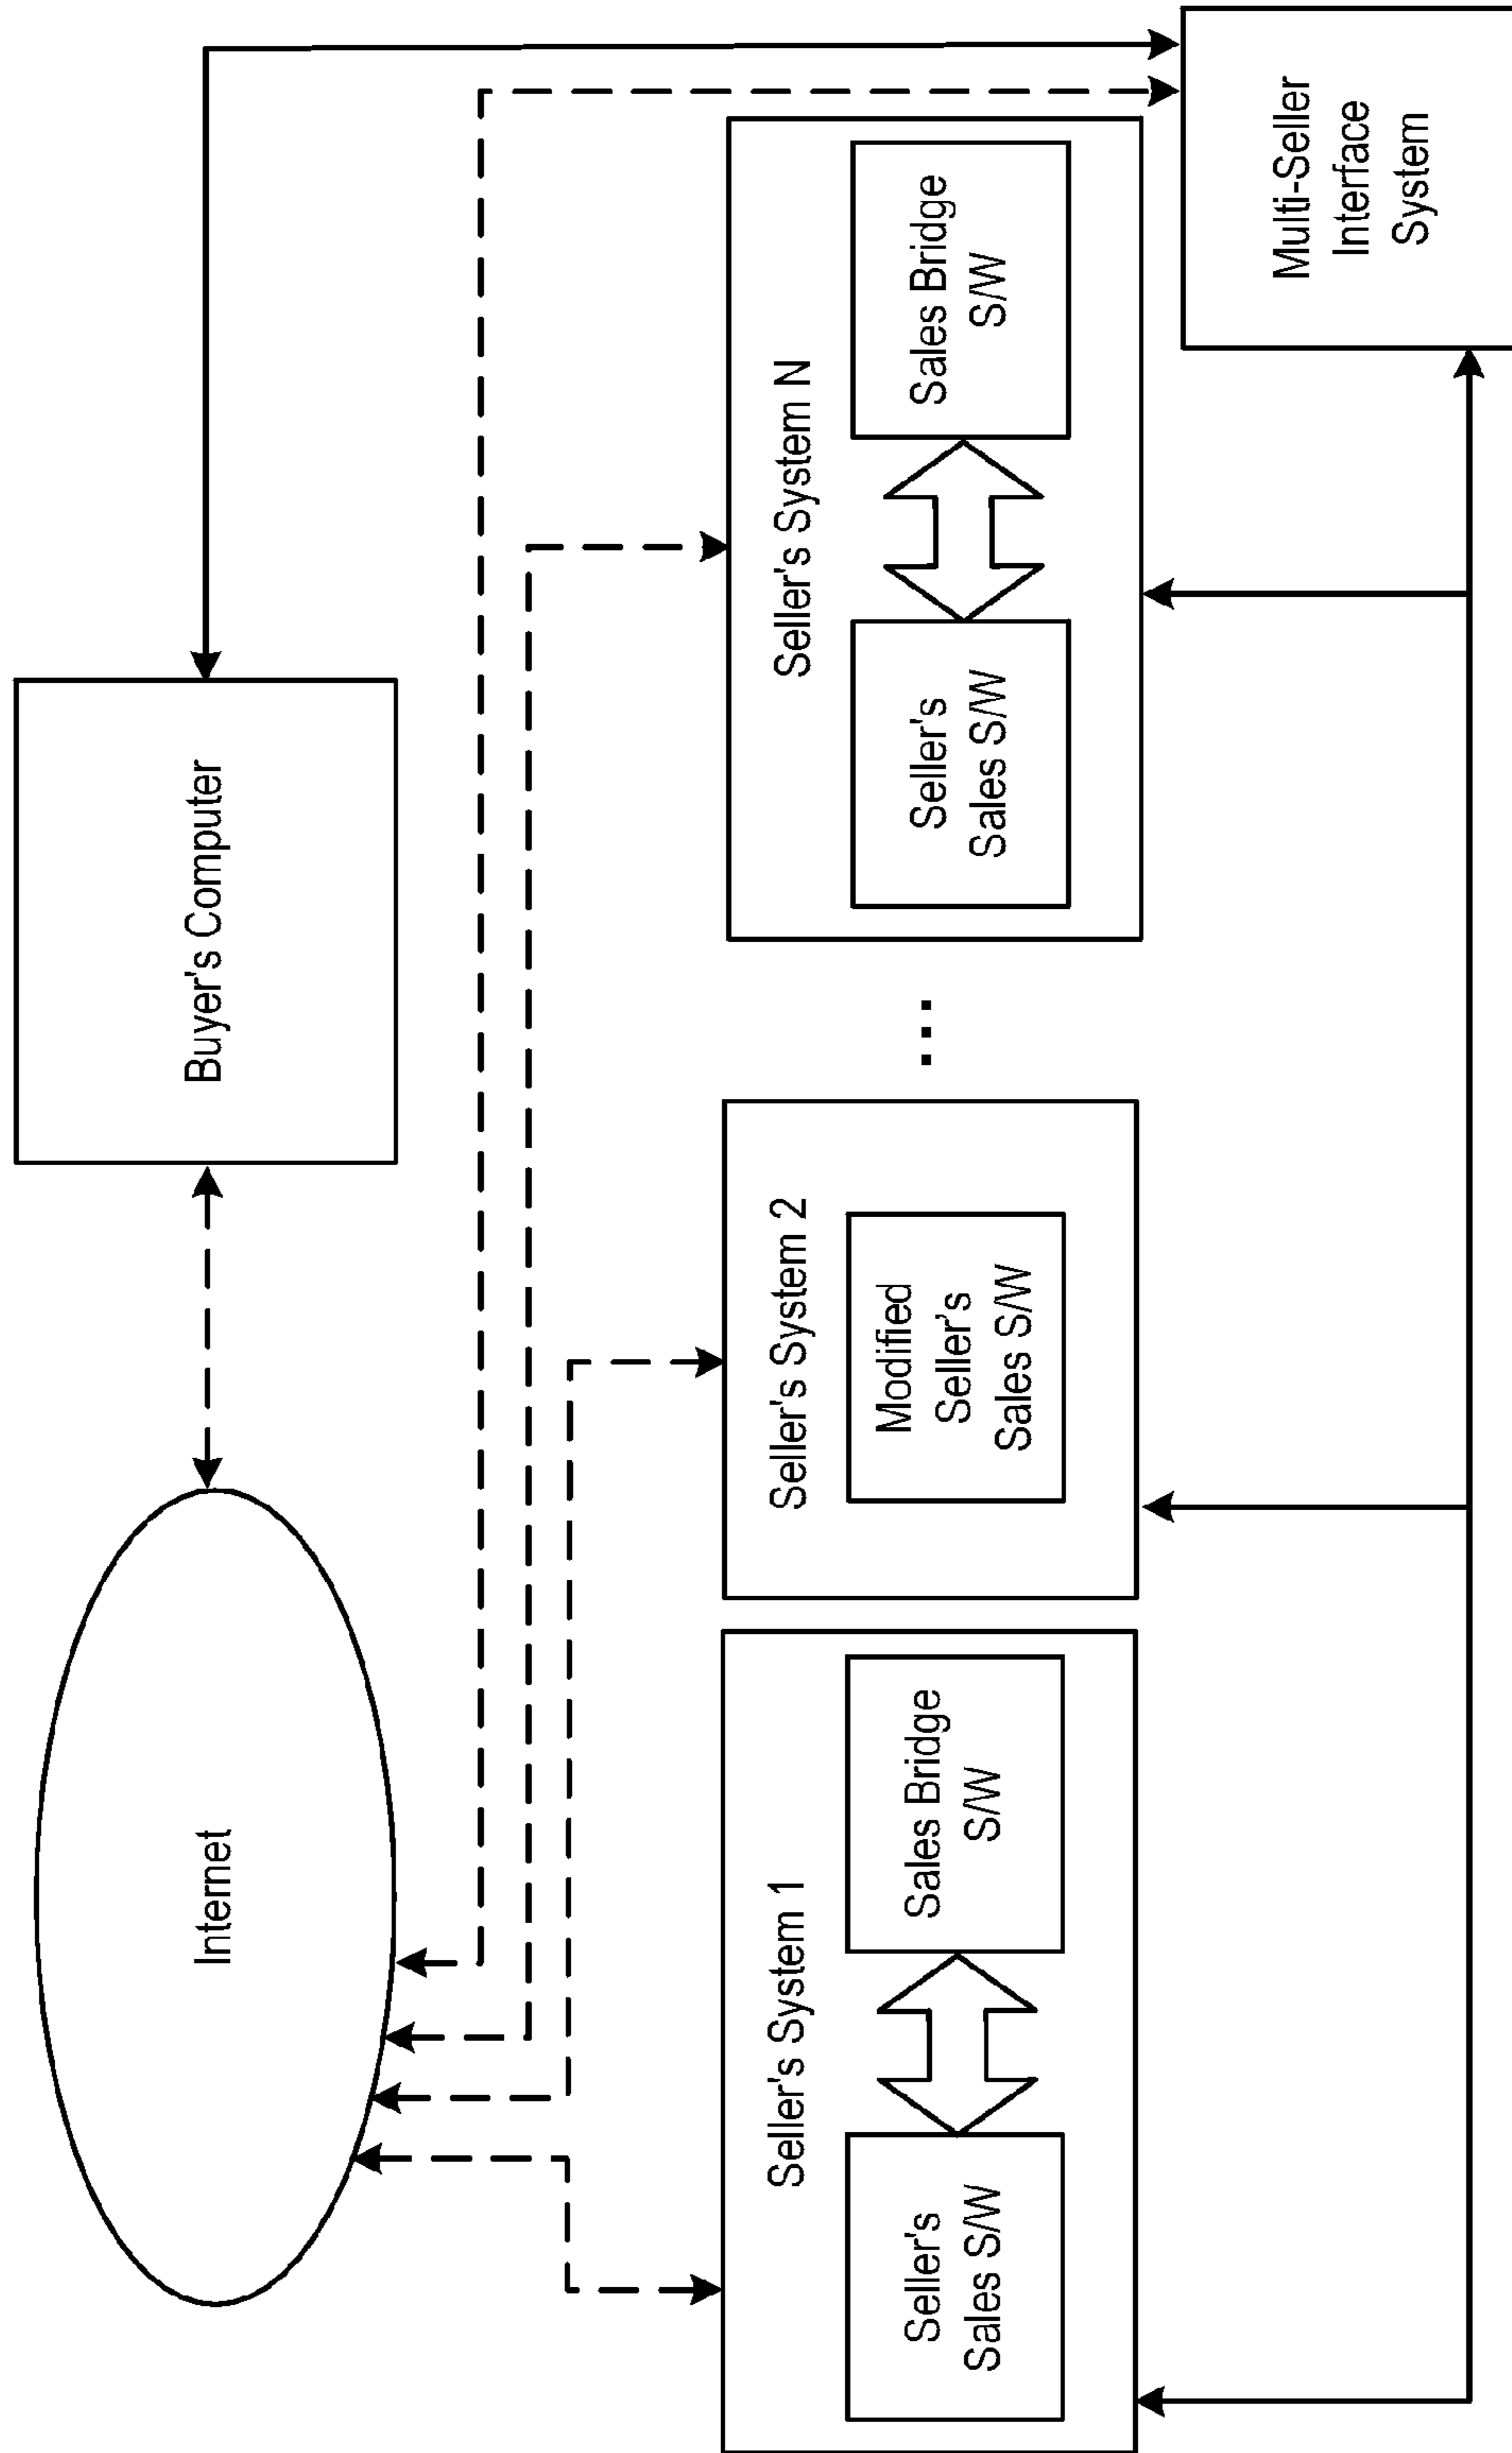 Internet
Buyer's Computer
Seller's System 1
Seller's
Sales S/W
Sales Bridge
S/W
Seller's System 2
Modified
Seller's
Sales S/W
...
Seller's System N
Seller's
Sales S/W
Sales Bridge
S/W
Multi-Seller
Interface
System